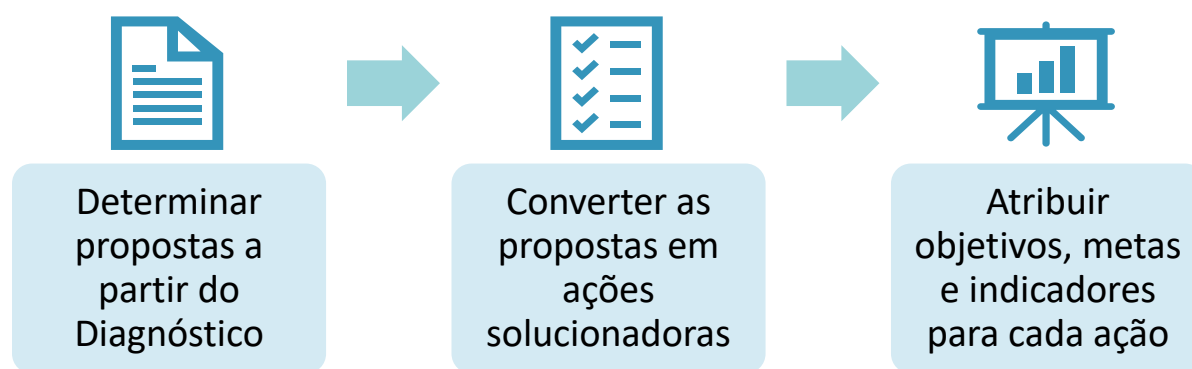 Determinar
propostas a
partir do
Diagnóstico
Converter as
propostas em
ações
solucionadoras
Atribuir
objetivos, metas
e indicadores
para cada ação